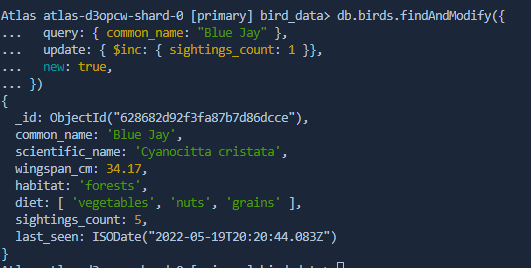 Atlas atlas-d3opcw-shard-0 [primary] bird_data> db.birds.findAndModify({
... query: { common_name: "Blue Jay" },
... update: { $inc: { sightings_count: 1 }},
... new: true,
... })
{
_id: ObjectId("628682d92f3fa87b7d86dcce"),
common_name: 'Blue Jay',
scientific_name: 'Cyanocitta cristata',
wingspan_cm: 34.17,
habitat: 'forests',
diet: [ 'vegetables', 'nuts', 'grains' ],
sightings_count: 5,
last_seen: ISODate("2022-05-19T20:20:44.083Z")
}